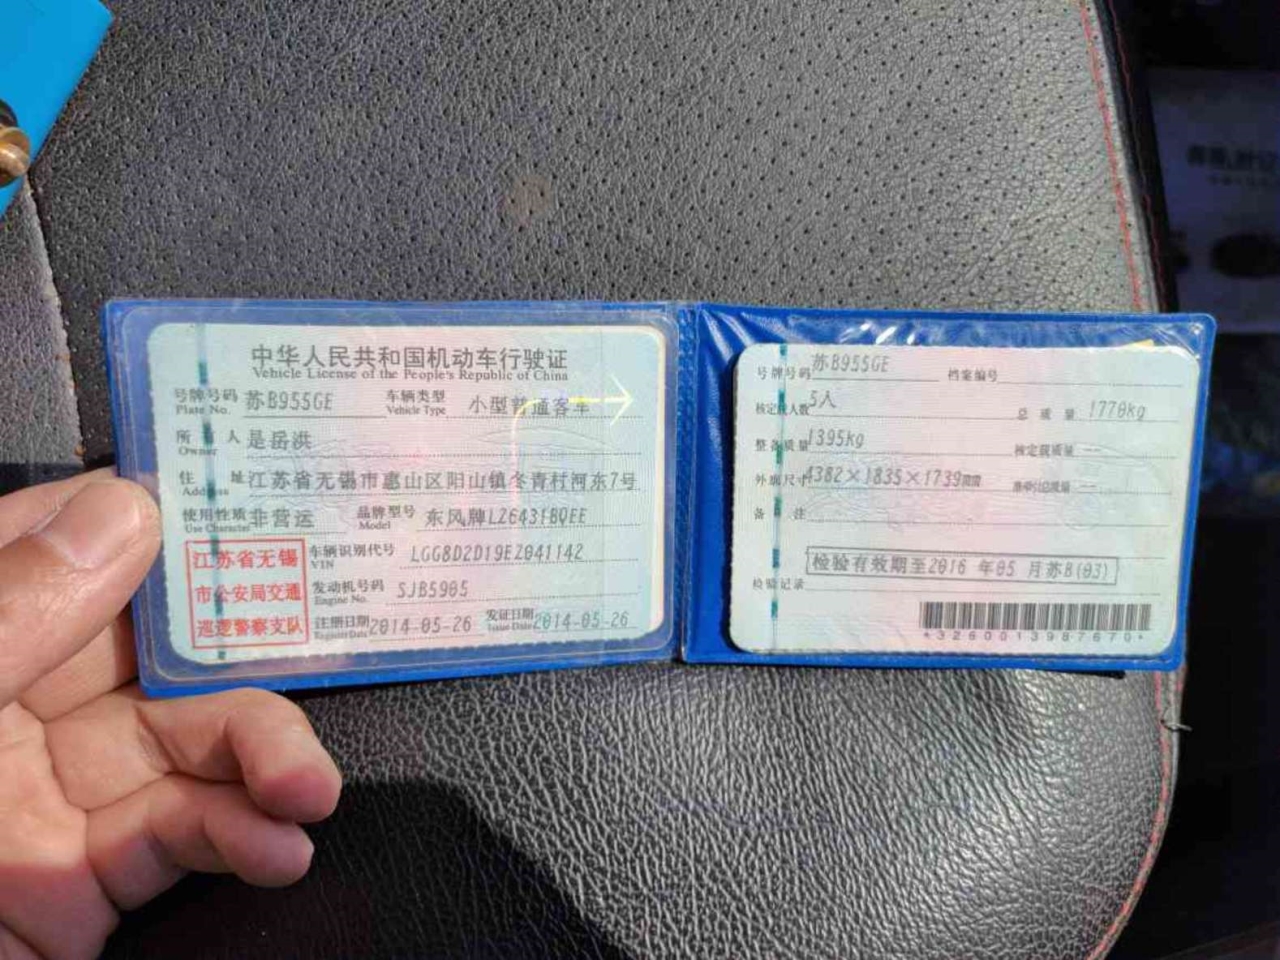 中华人民共和国机动车行驶证
Vehicle License of the People's Republic of China
号牌号码 苏B955GE 车辆类型 小型普通客车
Plate No. Vehicle Type
所有人 是岳洪
Owner
住址 江苏省无锡市惠山区阳山镇冬青村河东7号
Address
使用性质 非营运 品牌型号 东风牌LZ6431BQEE
Use Character Model
江苏省无锡
市公安局交通
巡逻警察支队
车辆识别代号 LGG8D2D19EZ041142
VIN
发动机号码 SJB5905
Engine No.
注册日期 2014-05-26 发证日期 2014-05-26
Register Date Issue Date
号牌号码 苏B955GE 档案编号
核定载人数 5人 总质量 1770kg
整备质量 1395kg 核定载质量 --
外廓尺寸 4382×1835×1739mm 准牵引总质量 --
备注
检验有效期至2016 年05 月苏B(03)
检验记录
*3260013987670*